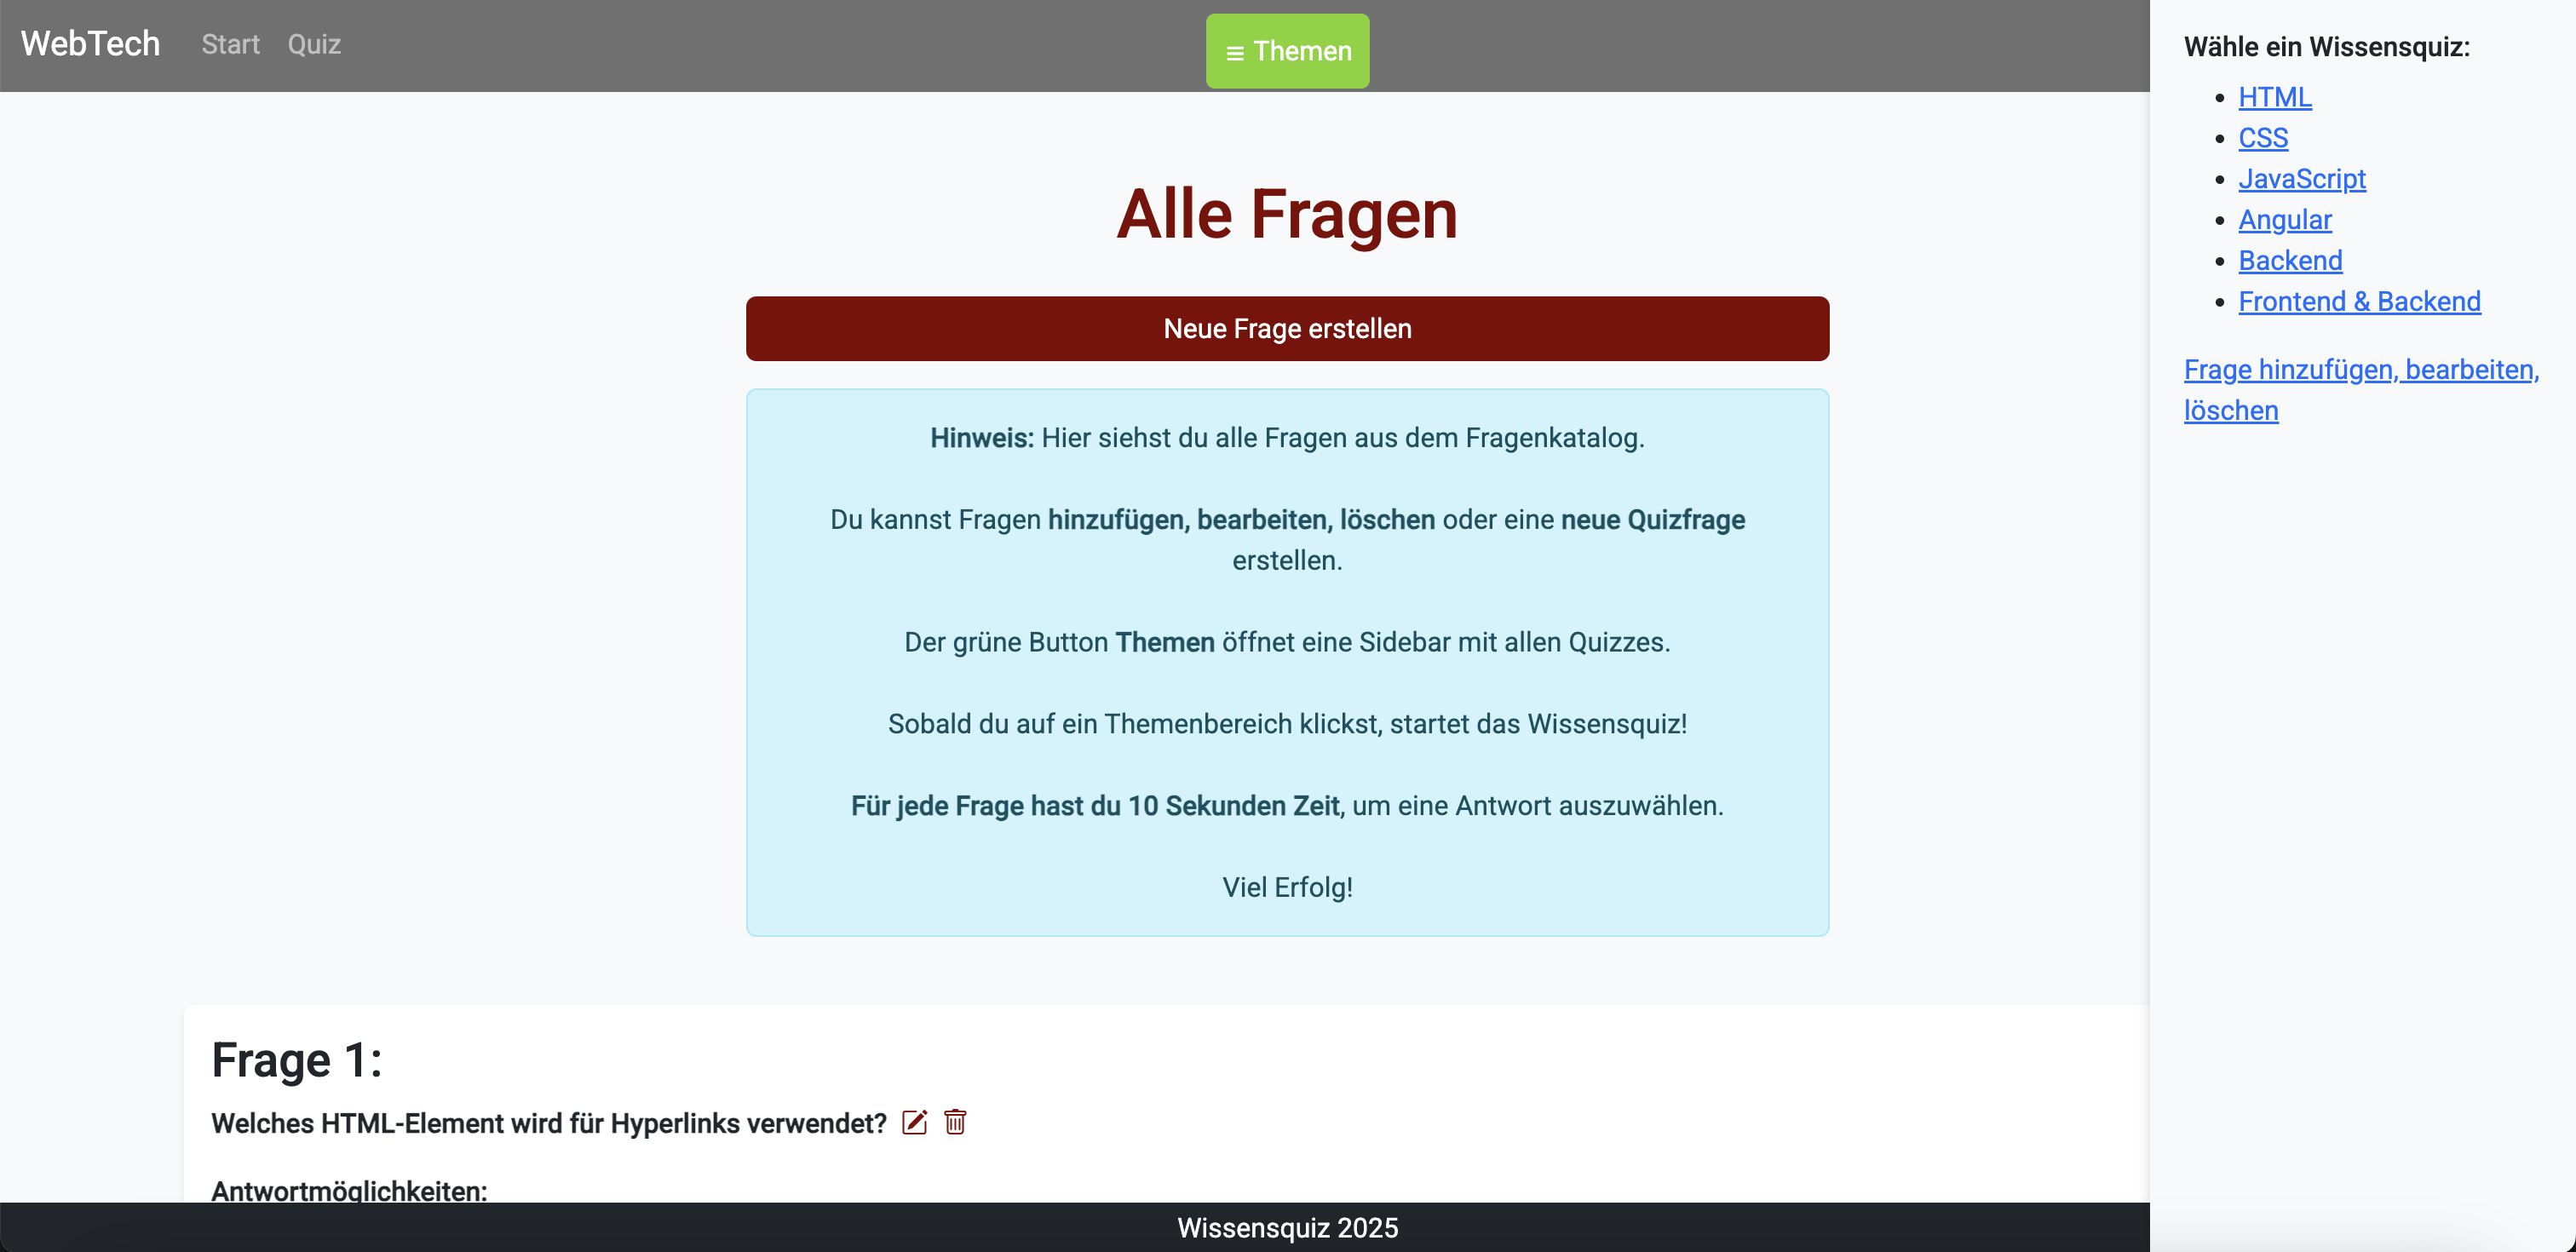 WebTech Start Quiz ≡ Themen
Alle Fragen
Neue Frage erstellen
Hinweis: Hier siehst du alle Fragen aus dem Fragenkatalog.
Du kannst Fragen hinzufügen, bearbeiten, löschen oder eine neue Quizfrage
erstellen.
Der grüne Button Themen öffnet eine Sidebar mit allen Quizzes.
Sobald du auf ein Themenbereich klickst, startet das Wissensquiz!
Für jede Frage hast du 10 Sekunden Zeit, um eine Antwort auszuwählen.
Viel Erfolg!
Frage 1:
Welches HTML-Element wird für Hyperlinks verwendet?
Antwortmöglichkeiten:
Wissensquiz 2025
Wähle ein Wissensquiz:
• HTML
• CSS
• JavaScript
• Angular
• Backend
• Frontend & Backend
Frage hinzufügen, bearbeiten,
löschen